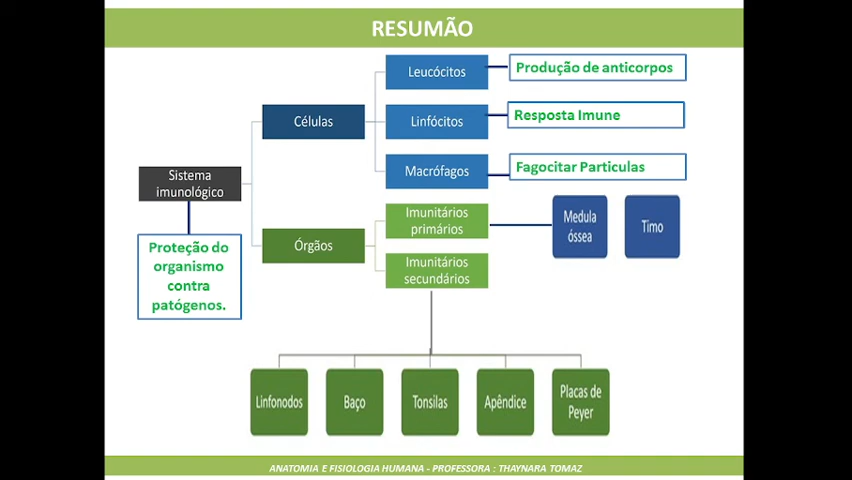 RESUMÃO
Leucócitos
Produção de anticorpos
Células
Linfócitos
Resposta Imune
Macrófagos
Fagocitar Particulas
Sistema
imunológico
Proteção do
organismo
contra
patógenos.
Órgãos
Imunitários
primários
Medula
óssea
Timo
Imunitários
secundários
Linfonodos
Baço
Tonsilas
Apêndice
Placas de
Peyer
ANATOMIA E FISIOLOGIA HUMANA - PROFESSORA : THAYNARA TOMAZ